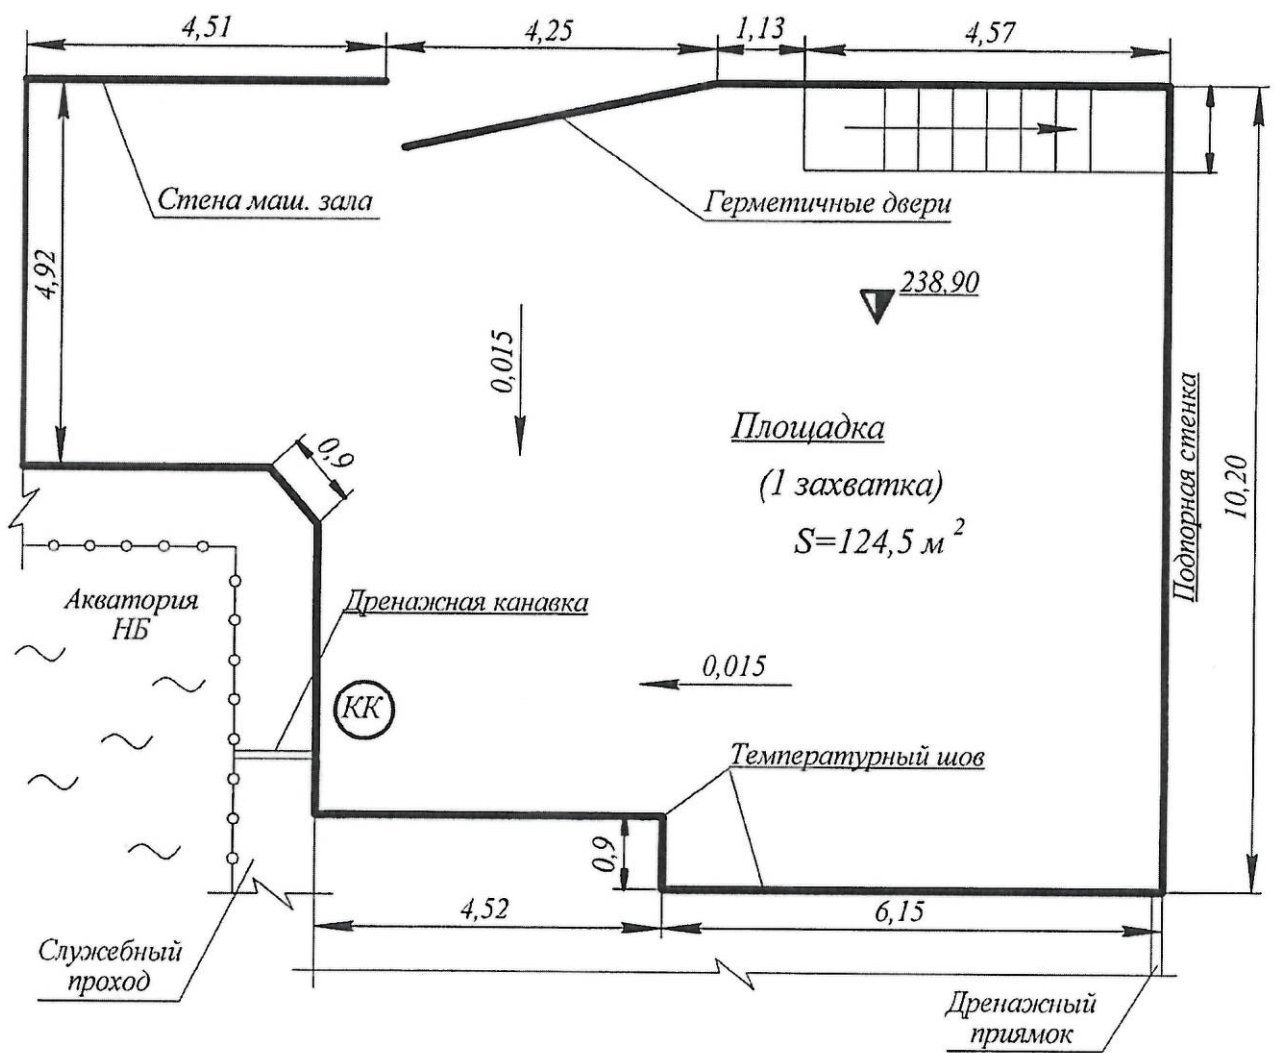 4,51
4,25
1,13
4,57
Стена маш. зала
Герметичные двери
4,92
238,90
0,015
Площадка
(1 захватка)
S=124,5 м²
0,9
Подпорная стенка
10,20
Акватория
НБ
Дренажная канавка
0,015
КК
Температурный шов
0,9
4,52
6,15
Служебный
проход
Дренажный
приямок